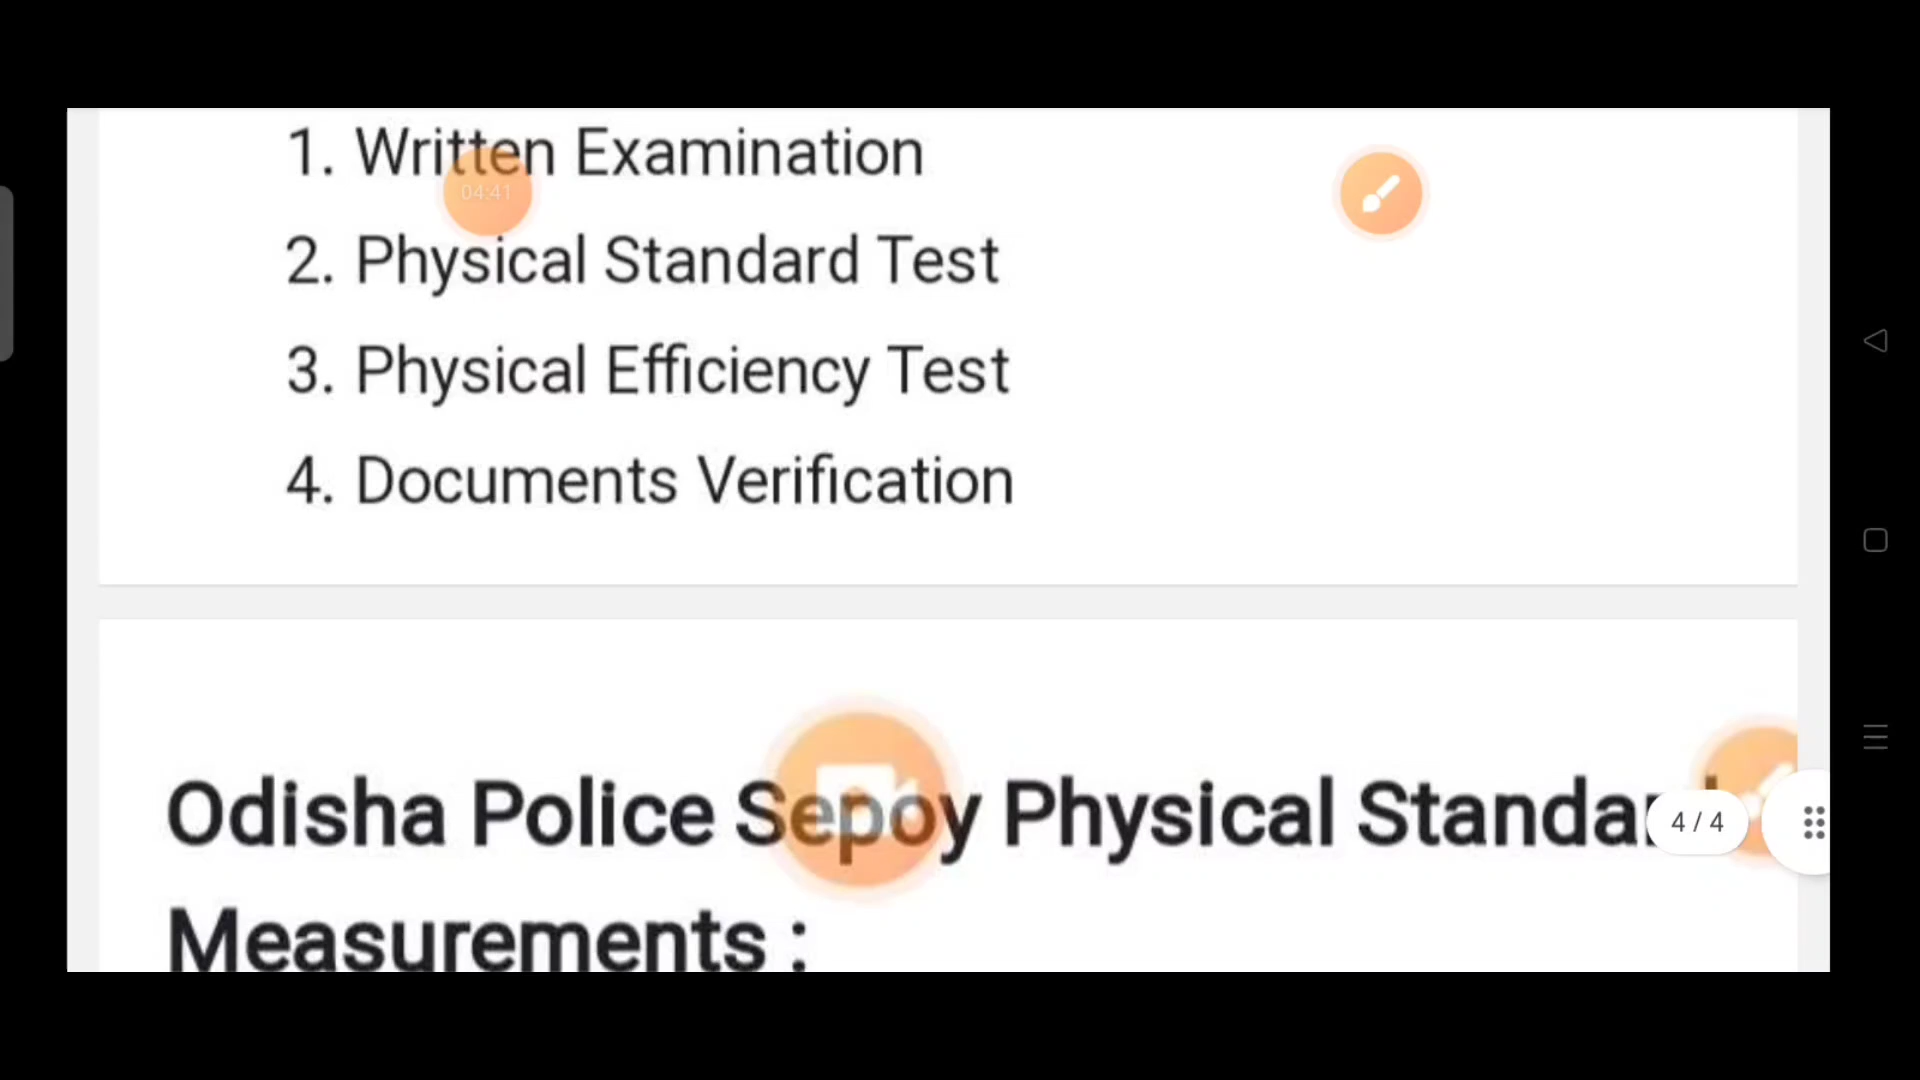 1. Written Examination
04:41
2. Physical Standard Test
3. Physical Efficiency Test
4. Documents Verification
Odisha Police Sepoy Physical Standard
4 / 4
Measurements :